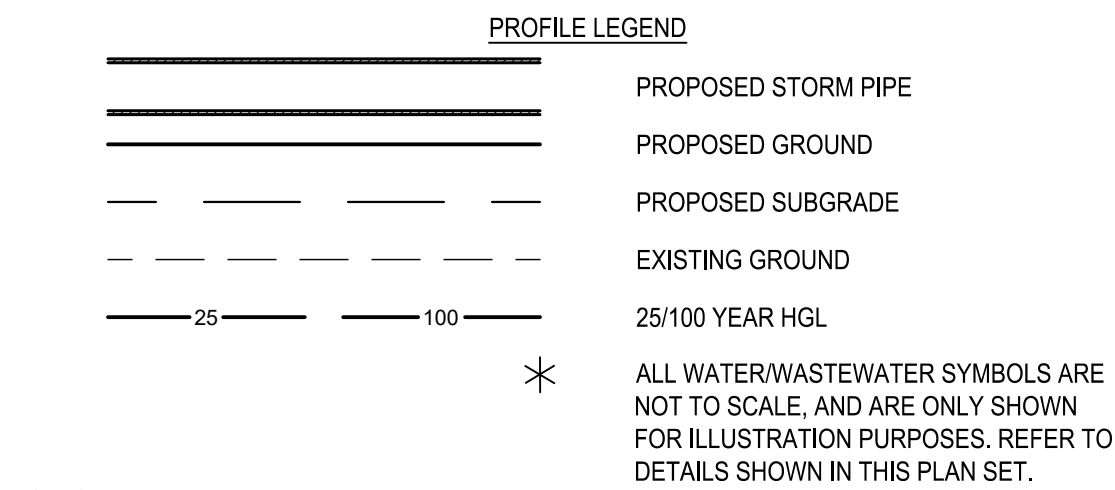 PROFILE LEGEND
PROPOSED STORM PIPE
PROPOSED GROUND
PROPOSED SUBGRADE
EXISTING GROUND
25 100 25/100 YEAR HGL
ALL WATER/WASTEWATER SYMBOLS ARE
NOT TO SCALE, AND ARE ONLY SHOWN
FOR ILLUSTRATION PURPOSES. REFER TO
DETAILS SHOWN IN THIS PLAN SET.